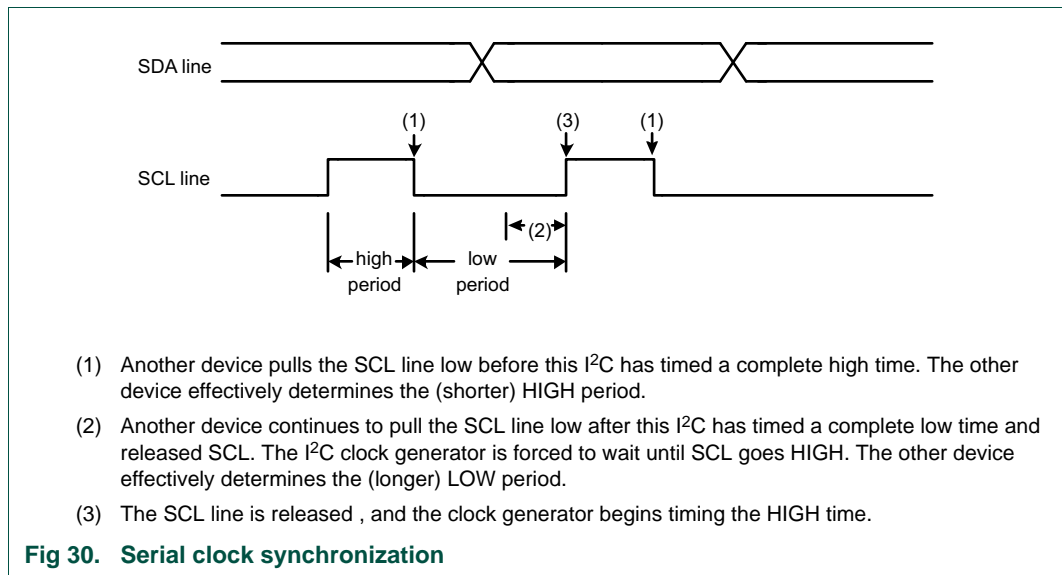 SDA line
(1)
(3)
(1)
SCL line
(2)
high
period
low
period
(1) Another device pulls the SCL line low before this I²C has timed a complete high time. The other
device effectively determines the (shorter) HIGH period.
(2) Another device continues to pull the SCL line low after this I²C has timed a complete low time and
released SCL. The I²C clock generator is forced to wait until SCL goes HIGH. The other device
effectively determines the (longer) LOW period.
(3) The SCL line is released , and the clock generator begins timing the HIGH time.
Fig 30. Serial clock synchronization